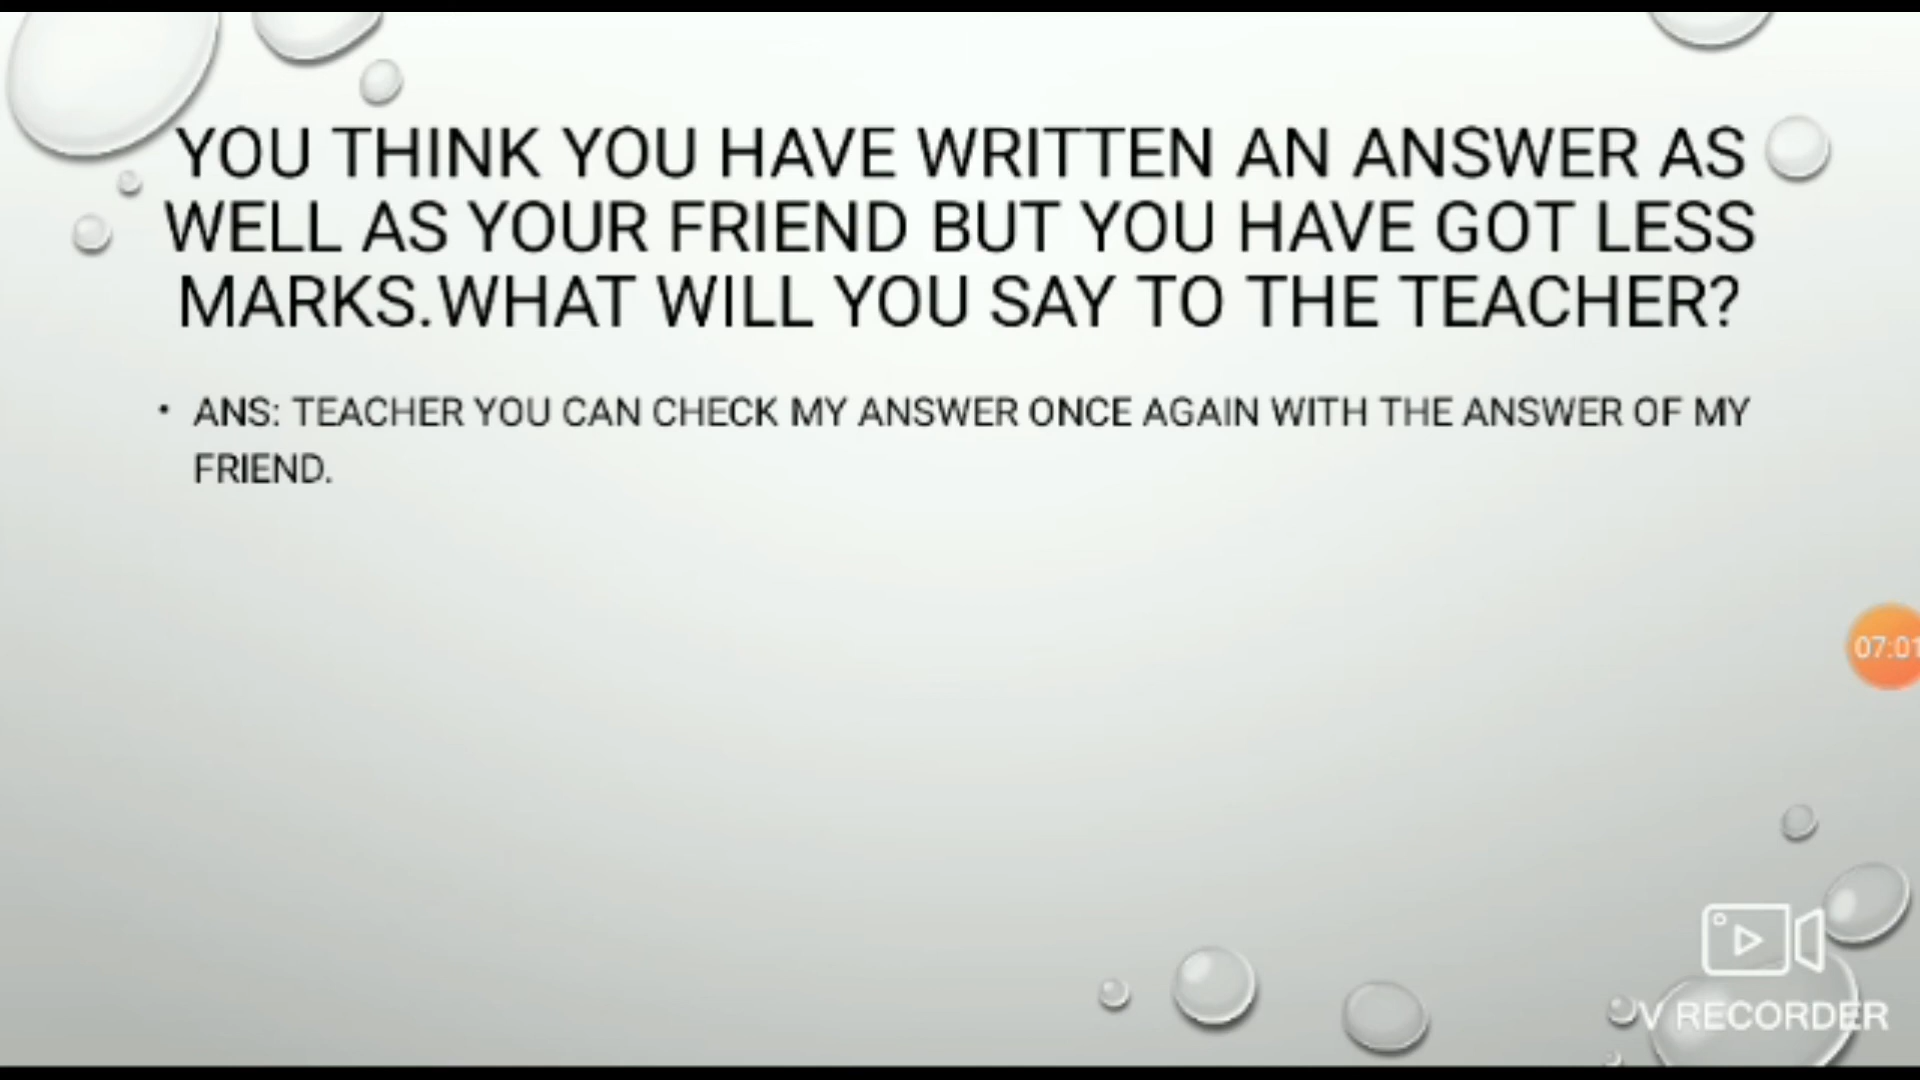 YOU THINK YOU HAVE WRITTEN AN ANSWER AS
WELL AS YOUR FRIEND BUT YOU HAVE GOT LESS
MARKS.WHAT WILL YOU SAY TO THE TEACHER?
• ANS: TEACHER YOU CAN CHECK MY ANSWER ONCE AGAIN WITH THE ANSWER OF MY
FRIEND.
07:01
V RECORDER